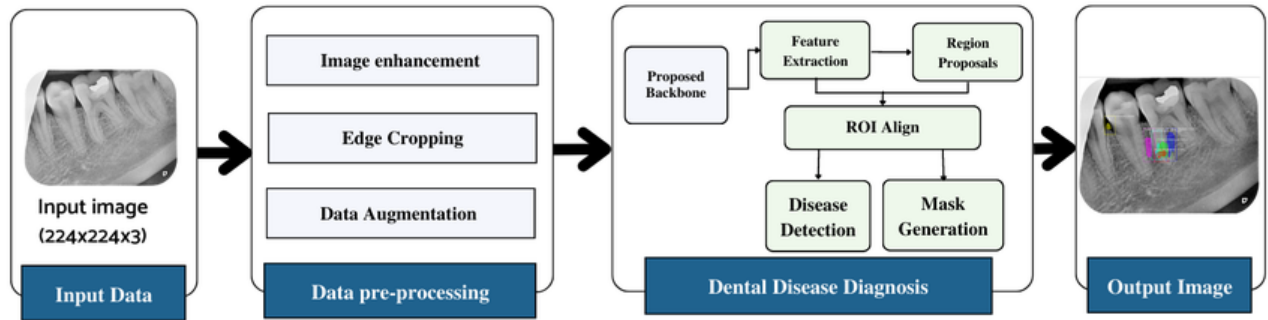 Input image
(224x224x3)
Input Data
Image enhancement
Edge Cropping
Data Augmentation
Data pre-processing
Proposed
Backbone
Feature
Extraction
Region
Proposals
ROI Align
Disease
Detection
Mask
Generation
Dental Disease Diagnosis
Output Image